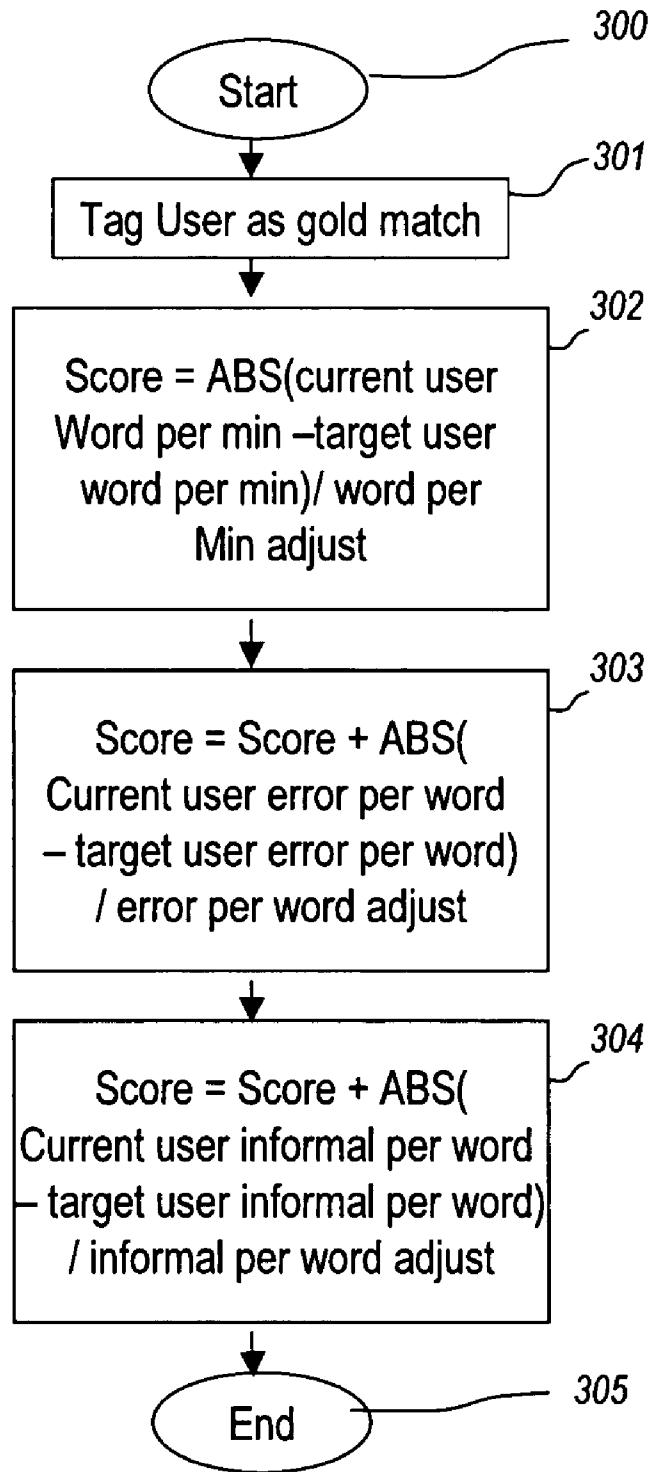 300
Start
301
Tag User as gold match
302
Score = ABS(current user
Word per min –target user
word per min)/ word per
Min adjust
303
Score = Score + ABS(
Current user error per word
– target user error per word)
/ error per word adjust
304
Score = Score + ABS(
Current user informal per word
– target user informal per word)
/ informal per word adjust
305
End